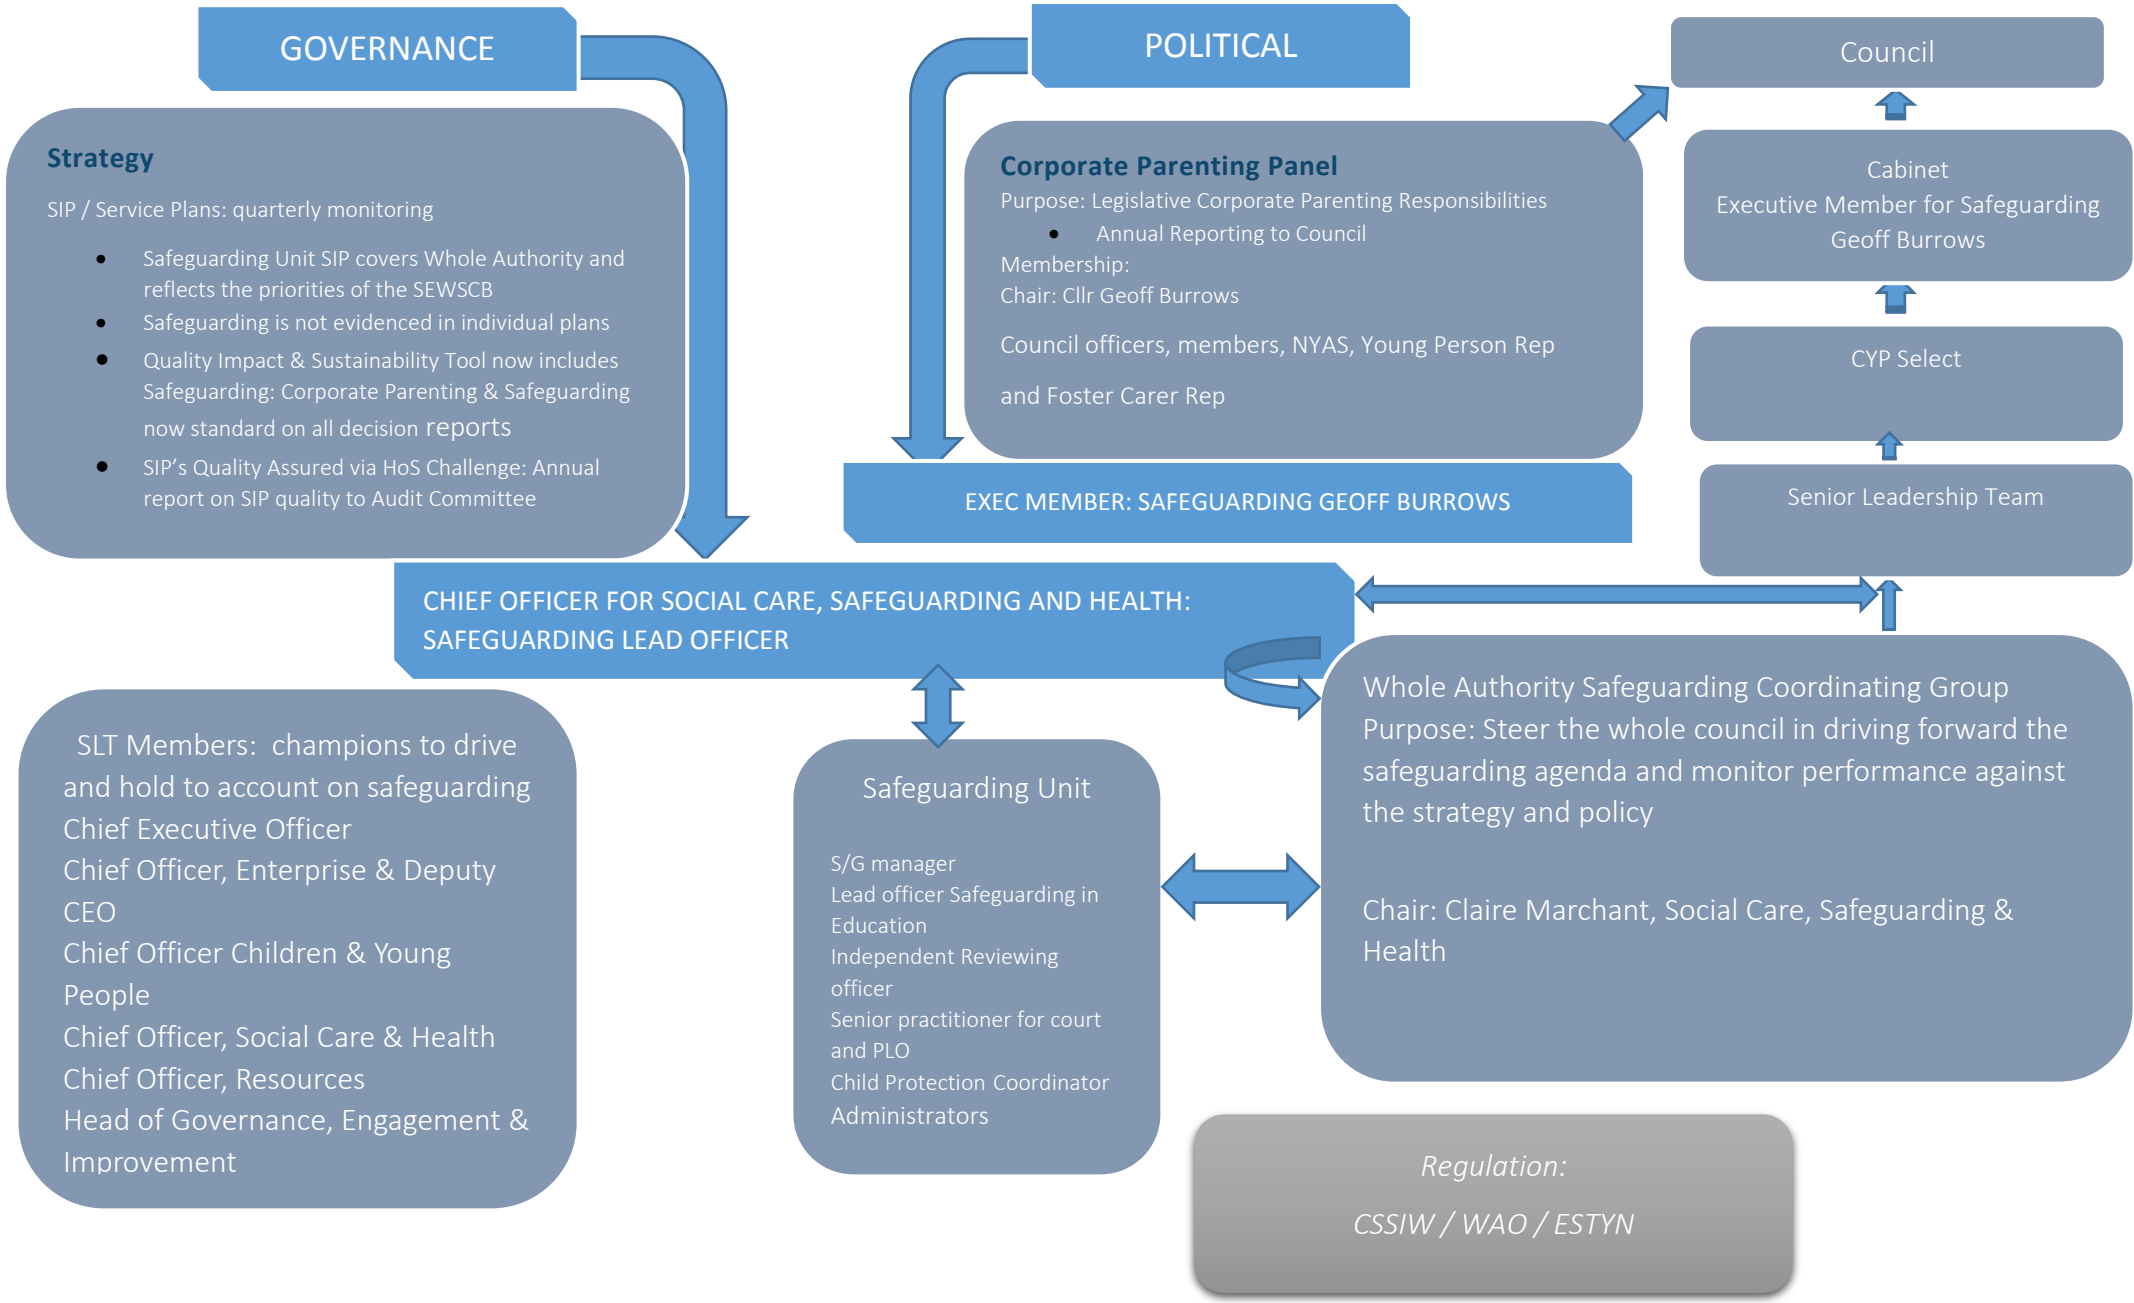 GOVERNANCE
POLITICAL
Council
Strategy
SIP / Service Plans: quarterly monitoring
• Safeguarding Unit SIP covers Whole Authority and
reflects the priorities of the SEWSCB
• Safeguarding is not evidenced in individual plans
• Quality Impact & Sustainability Tool now includes
Safeguarding: Corporate Parenting & Safeguarding
now standard on all decision reports
• SIP’s Quality Assured via HoS Challenge: Annual
report on SIP quality to Audit Committee
Corporate Parenting Panel
Purpose: Legislative Corporate Parenting Responsibilities
• Annual Reporting to Council
Membership:
Chair: Cllr Geoff Burrows
Council officers, members, NYAS, Young Person Rep
and Foster Carer Rep
Cabinet
Executive Member for Safeguarding
Geoff Burrows
CYP Select
Senior Leadership Team
EXEC MEMBER: SAFEGUARDING GEOFF BURROWS
CHIEF OFFICER FOR SOCIAL CARE, SAFEGUARDING AND HEALTH:
SAFEGUARDING LEAD OFFICER
SLT Members:  champions to drive
and hold to account on safeguarding
Chief Executive Officer
Chief Officer, Enterprise & Deputy
CEO
Chief Officer Children & Young
People
Chief Officer, Social Care & Health
Chief Officer, Resources
Head of Governance, Engagement &
Improvement
Safeguarding Unit
S/G manager
Lead officer Safeguarding in
Education
Independent Reviewing
officer
Senior practitioner for court
and PLO
Child Protection Coordinator
Administrators
Whole Authority Safeguarding Coordinating Group
Purpose: Steer the whole council in driving forward the
safeguarding agenda and monitor performance against
the strategy and policy
Chair: Claire Marchant, Social Care, Safeguarding &
Health
Regulation:
CSSIW / WAO / ESTYN